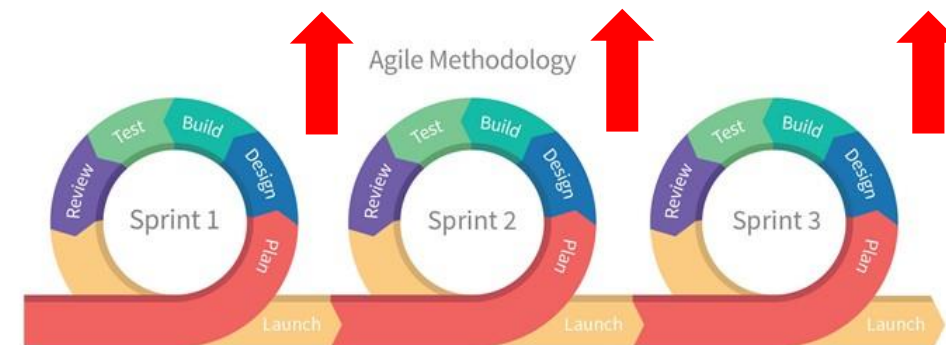 Agile Methodology
Test
Build
Review
Design
Sprint 1
Plan
Launch
Test
Build
Review
Design
Sprint 2
Plan
Launch
Test
Build
Review
Design
Sprint 3
Plan
Launch